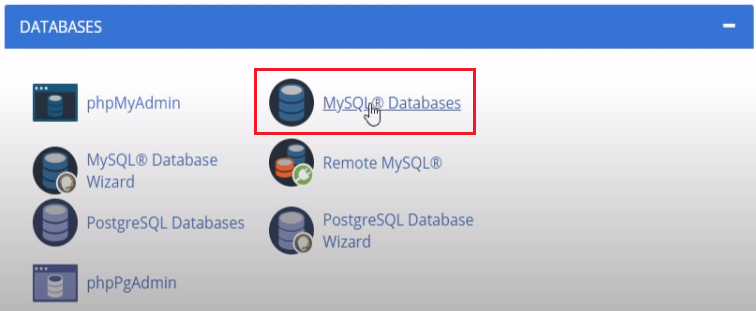 DATABASES
phpMyAdmin
MySQL® Databases
MySQL® Database
Wizard
Remote MySQL®
PostgreSQL Databases
PostgreSQL Database
Wizard
phpPgAdmin